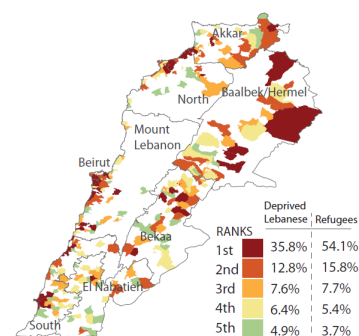 Akkar
North
Baalbek/Hermel
Mount
Lebanon
Beirut
Bekaa
El Nabatieh
South
Deprived
Lebanese
Refugees
RANKS
1st 35.8% 54.1%
2nd 12.8% 15.8%
3rd 7.6% 7.7%
4th 6.4% 5.4%
5th 4.9% 3.7%